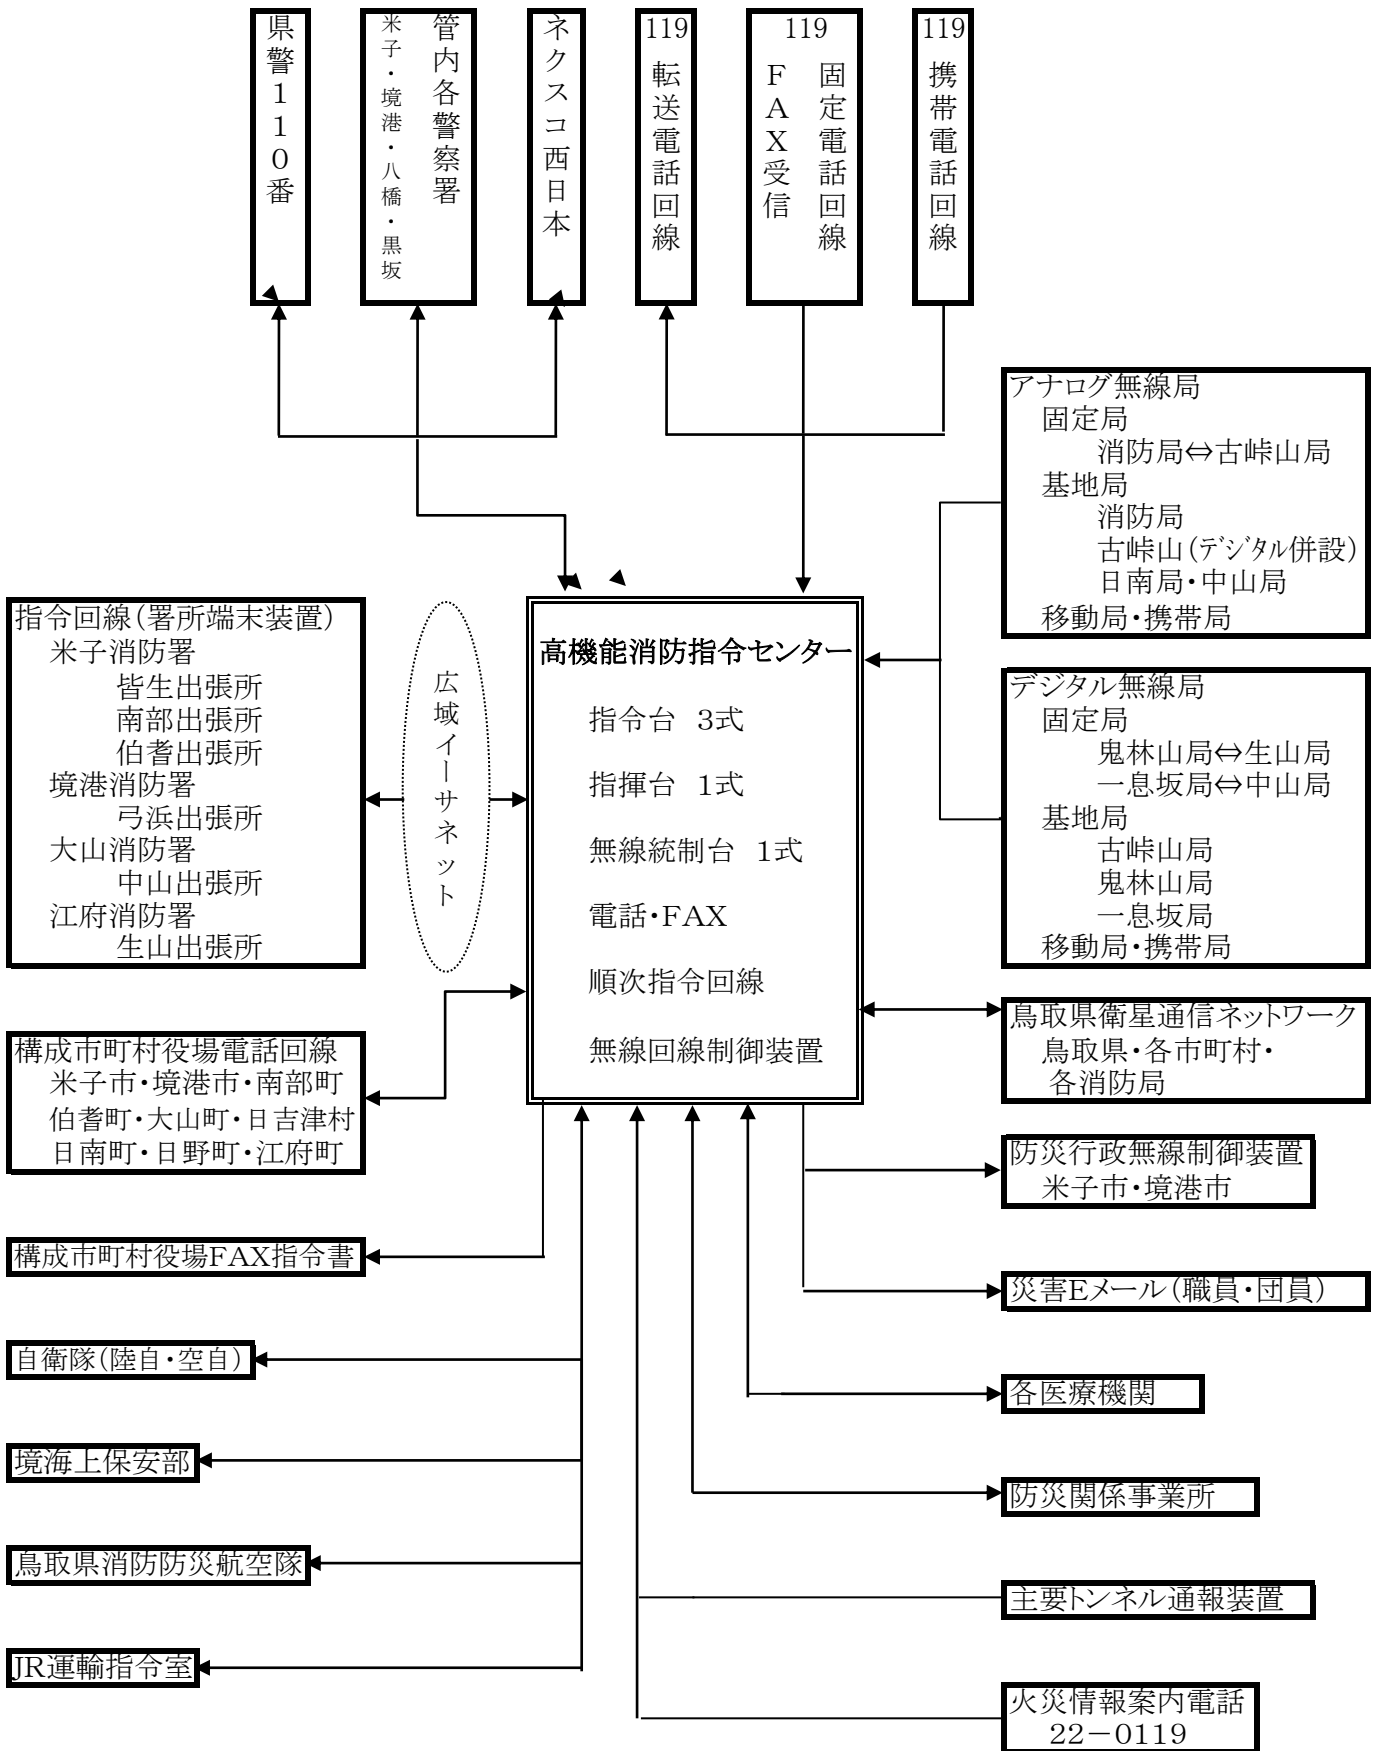 県警110番
管内各警察署
米子・境港・八橋・黒坂
ネクスコ西日本
119
転送電話回線
119
固定電話回線
FAX受信
119
携帯電話回線
アナログ無線局
固定局
消防局⇔古峠山局
基地局
消防局
古峠山(デジタル併設)
日南局・中山局
移動局・携帯局
デジタル無線局
固定局
鬼林山局⇔生山局
一息坂局⇔中山局
基地局
古峠山局
鬼林山局
一息坂局
移動局・携帯局
指令回線(署所端末装置)
米子消防署
皆生出張所
南部出張所
伯耆出張所
境港消防署
弓浜出張所
大山消防署
中山出張所
江府消防署
生山出張所
広域イーサネット
高機能消防指令センター
指令台 3式
指揮台 1式
無線統制台 1式
電話・FAX
順次指令回線
無線回線制御装置
鳥取県衛星通信ネットワーク
鳥取県・各市町村・
各消防局
構成市町村役場電話回線
米子市・境港市・南部町
伯耆町・大山町・日吉津村
日南町・日野町・江府町
防災行政無線制御装置
米子市・境港市
構成市町村役場FAX指令書
災害Eメール(職員・団員)
自衛隊(陸自・空自)
各医療機関
境海上保安部
防災関係事業所
鳥取県消防防災航空隊
主要トンネル通報装置
JR運輸指令室
火災情報案内電話
22－0119